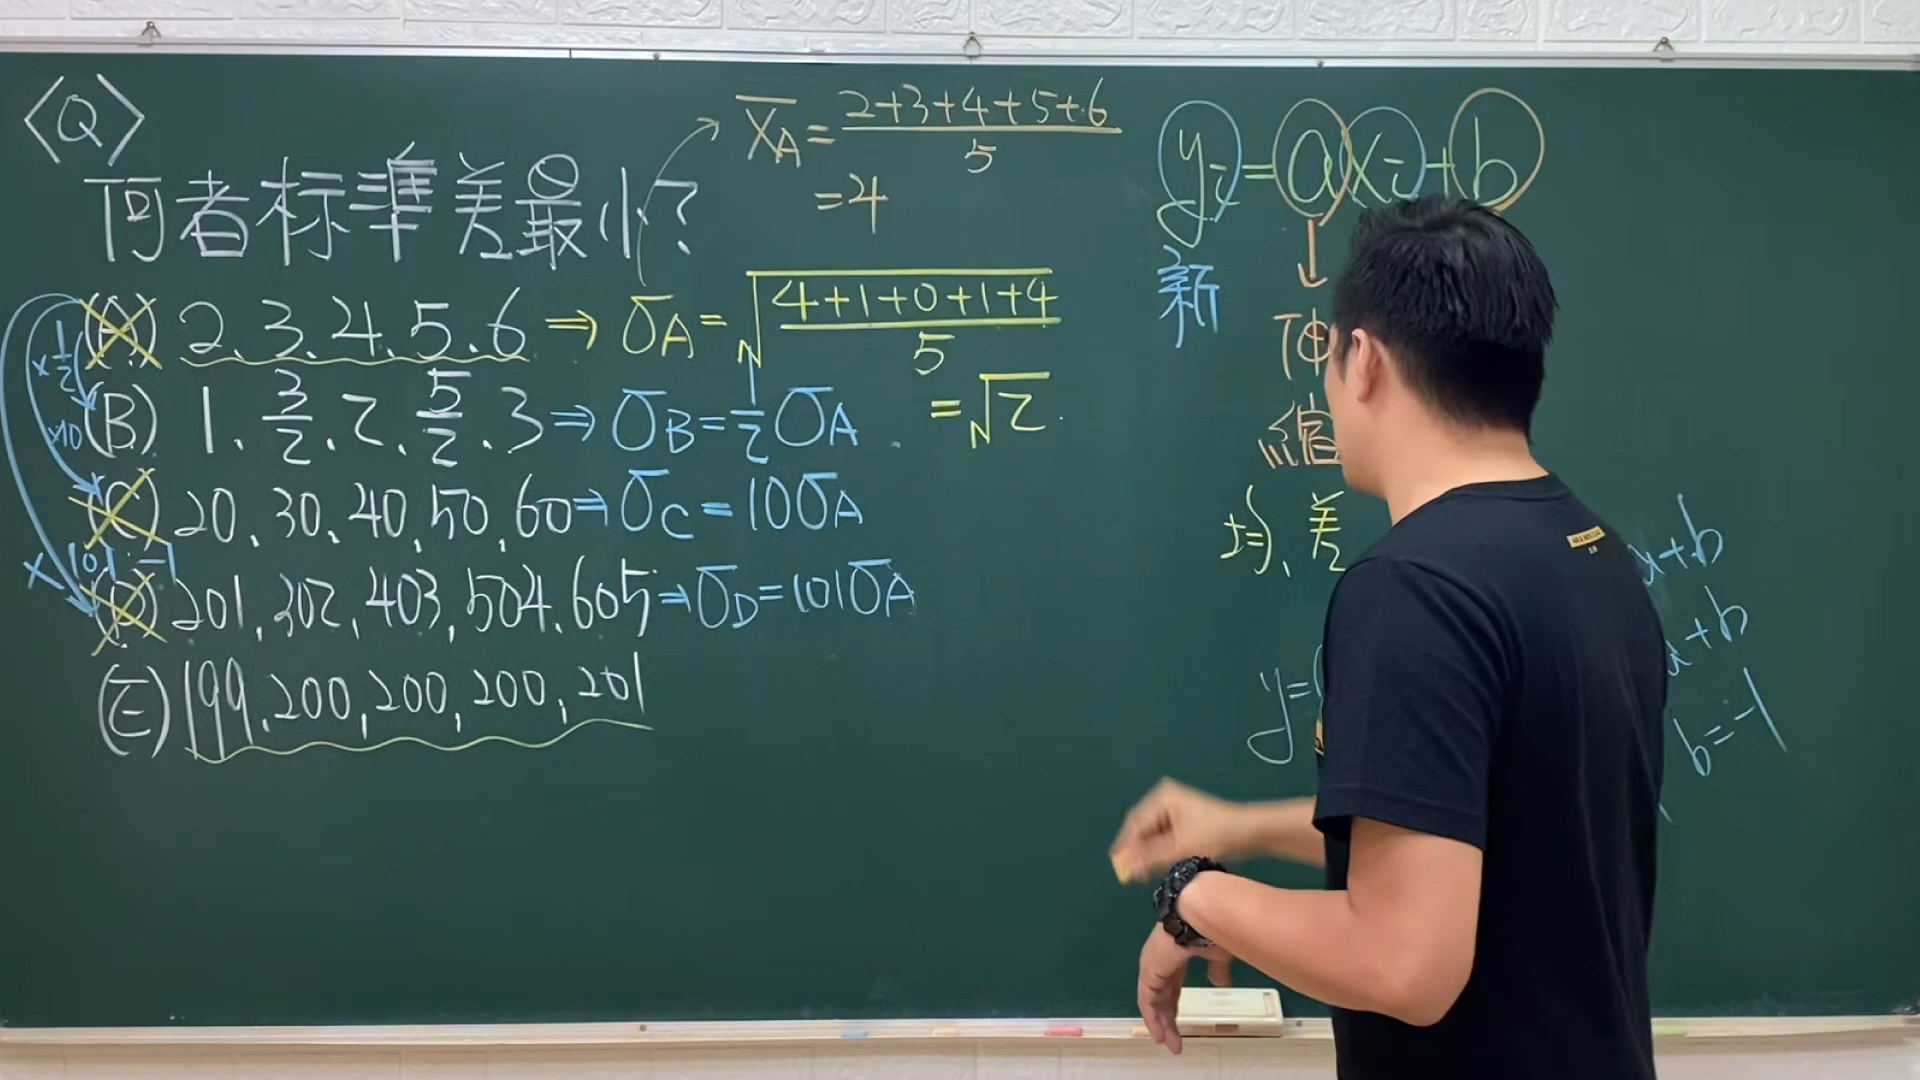 〈Q〉
何者標準差最小?
(A) 2、3、4、5、6 ⇒ σA = √((4+1+0+1+4)/5)
= √2.
X̄A = (2+3+4+5+6)/5
= 4
×1/2
(B) 1、3/2、2、5/2、3 ⇒ σB = 1/2 σA
×10
(C) 20、30、40、50、60 ⇒ σC = 10σA
×101 -1
(D) 201、302、403、504、605 ⇒ σD = 101σA
(E) 199、200、200、200、201
yi = a xi + b
新
↓
縮
差
+b
+b
y=
b=-1